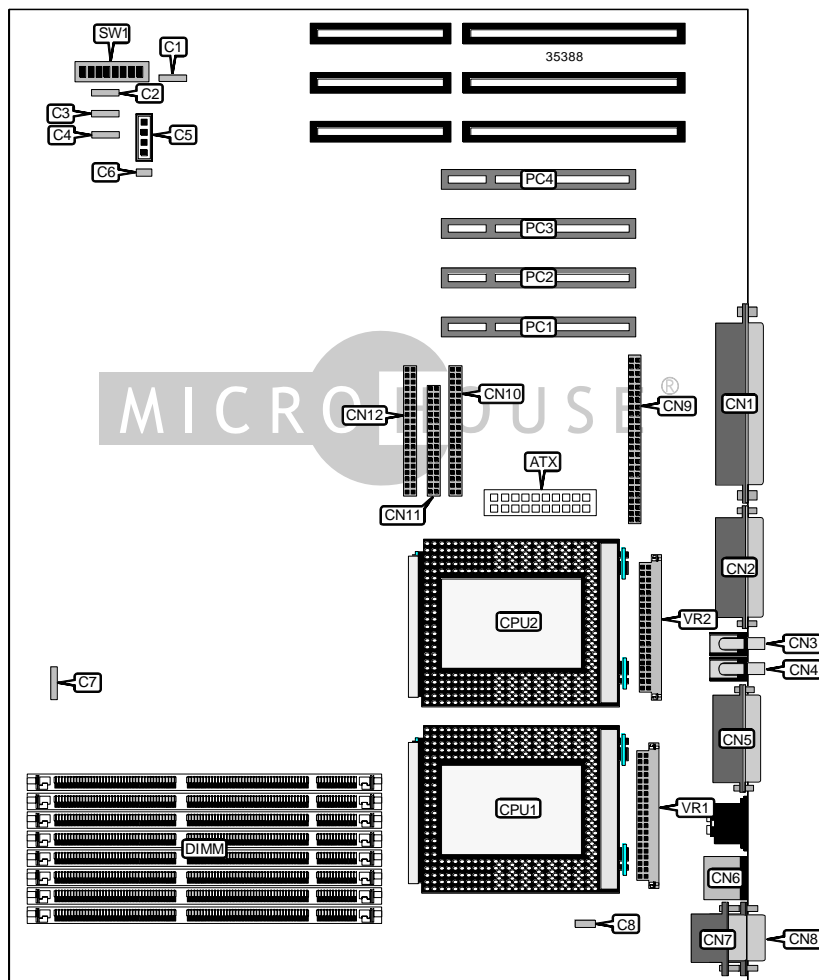 SW1
C1
35388
C2
C3
C4
C5
C6
PC4
PC3
PC2
PC1
MICRO HOUSE®
CN12
CN10
CN9
CN1
ATX
CN11
CN2
CPU2
VR2
CN3
CN4
C7
CN5
CPU1
VR1
DIMM
CN6
C8
CN7
CN8